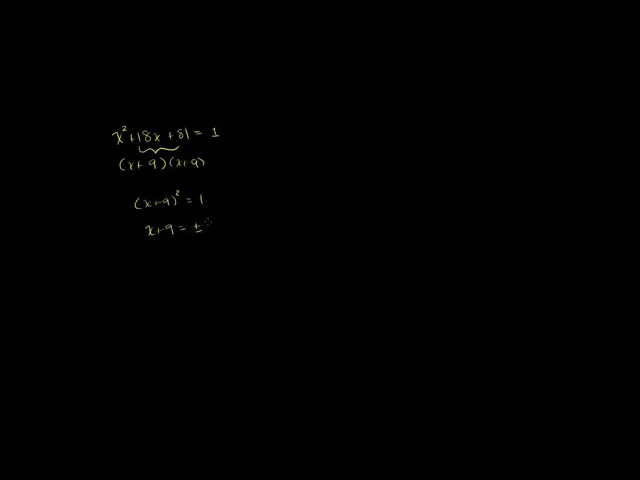 x² + 18x + 81 = 1
(x + 9)(x + 9)
(x + 9)² = 1
x + 9 = ±